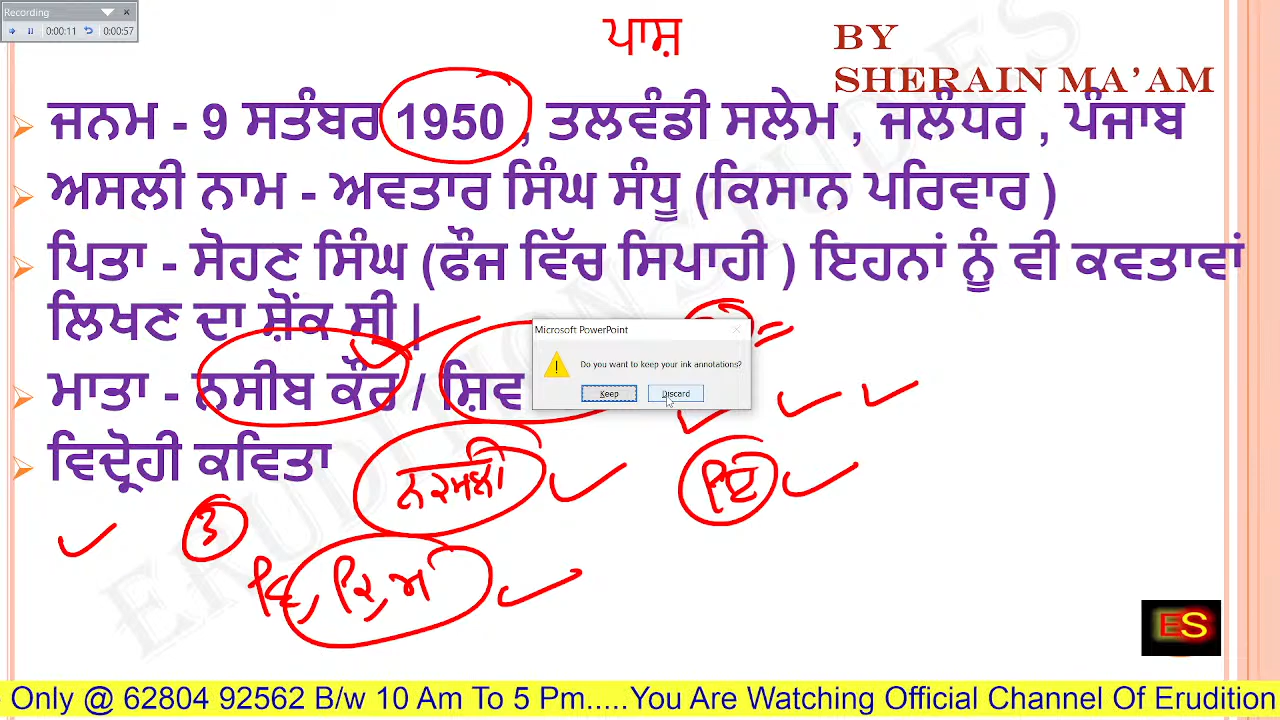 Recording
0:00:11 0:00:57
ਪਾਸ਼
BY
SHERAIN MA'AM
ਜਨਮ - 9 ਸਤੰਬਰ 1950 , ਤਲਵੰਡੀ ਸਲੇਮ , ਜਲੰਧਰ , ਪੰਜਾਬ
ਅਸਲੀ ਨਾਮ - ਅਵਤਾਰ ਸਿੰਘ ਸੰਧੂ (ਕਿਸਾਨ ਪਰਿਵਾਰ )
ਪਿਤਾ - ਸੋਹਣ ਸਿੰਘ (ਫੌਜ ਵਿੱਚ ਸਿਪਾਹੀ ) ਇਹਨਾਂ ਨੂੰ ਵੀ ਕਵਤਾਵਾਂ
ਲਿਖਣ ਦਾ ਸ਼ੋਂਕ ਸੀ |
Microsoft PowerPoint
Do you want to keep your ink annotations?
Keep Discard
ਮਾਤਾ - ਨਸੀਬ ਕੌਰ / ਸ਼ਿਵ
ਵਿਦ੍ਰੋਹੀ ਕਵਿਤਾ
ERUDITION STUDIES
ES
Only @ 62804 92562 B/w 10 Am To 5 Pm.....You Are Watching Official Channel Of Erudition